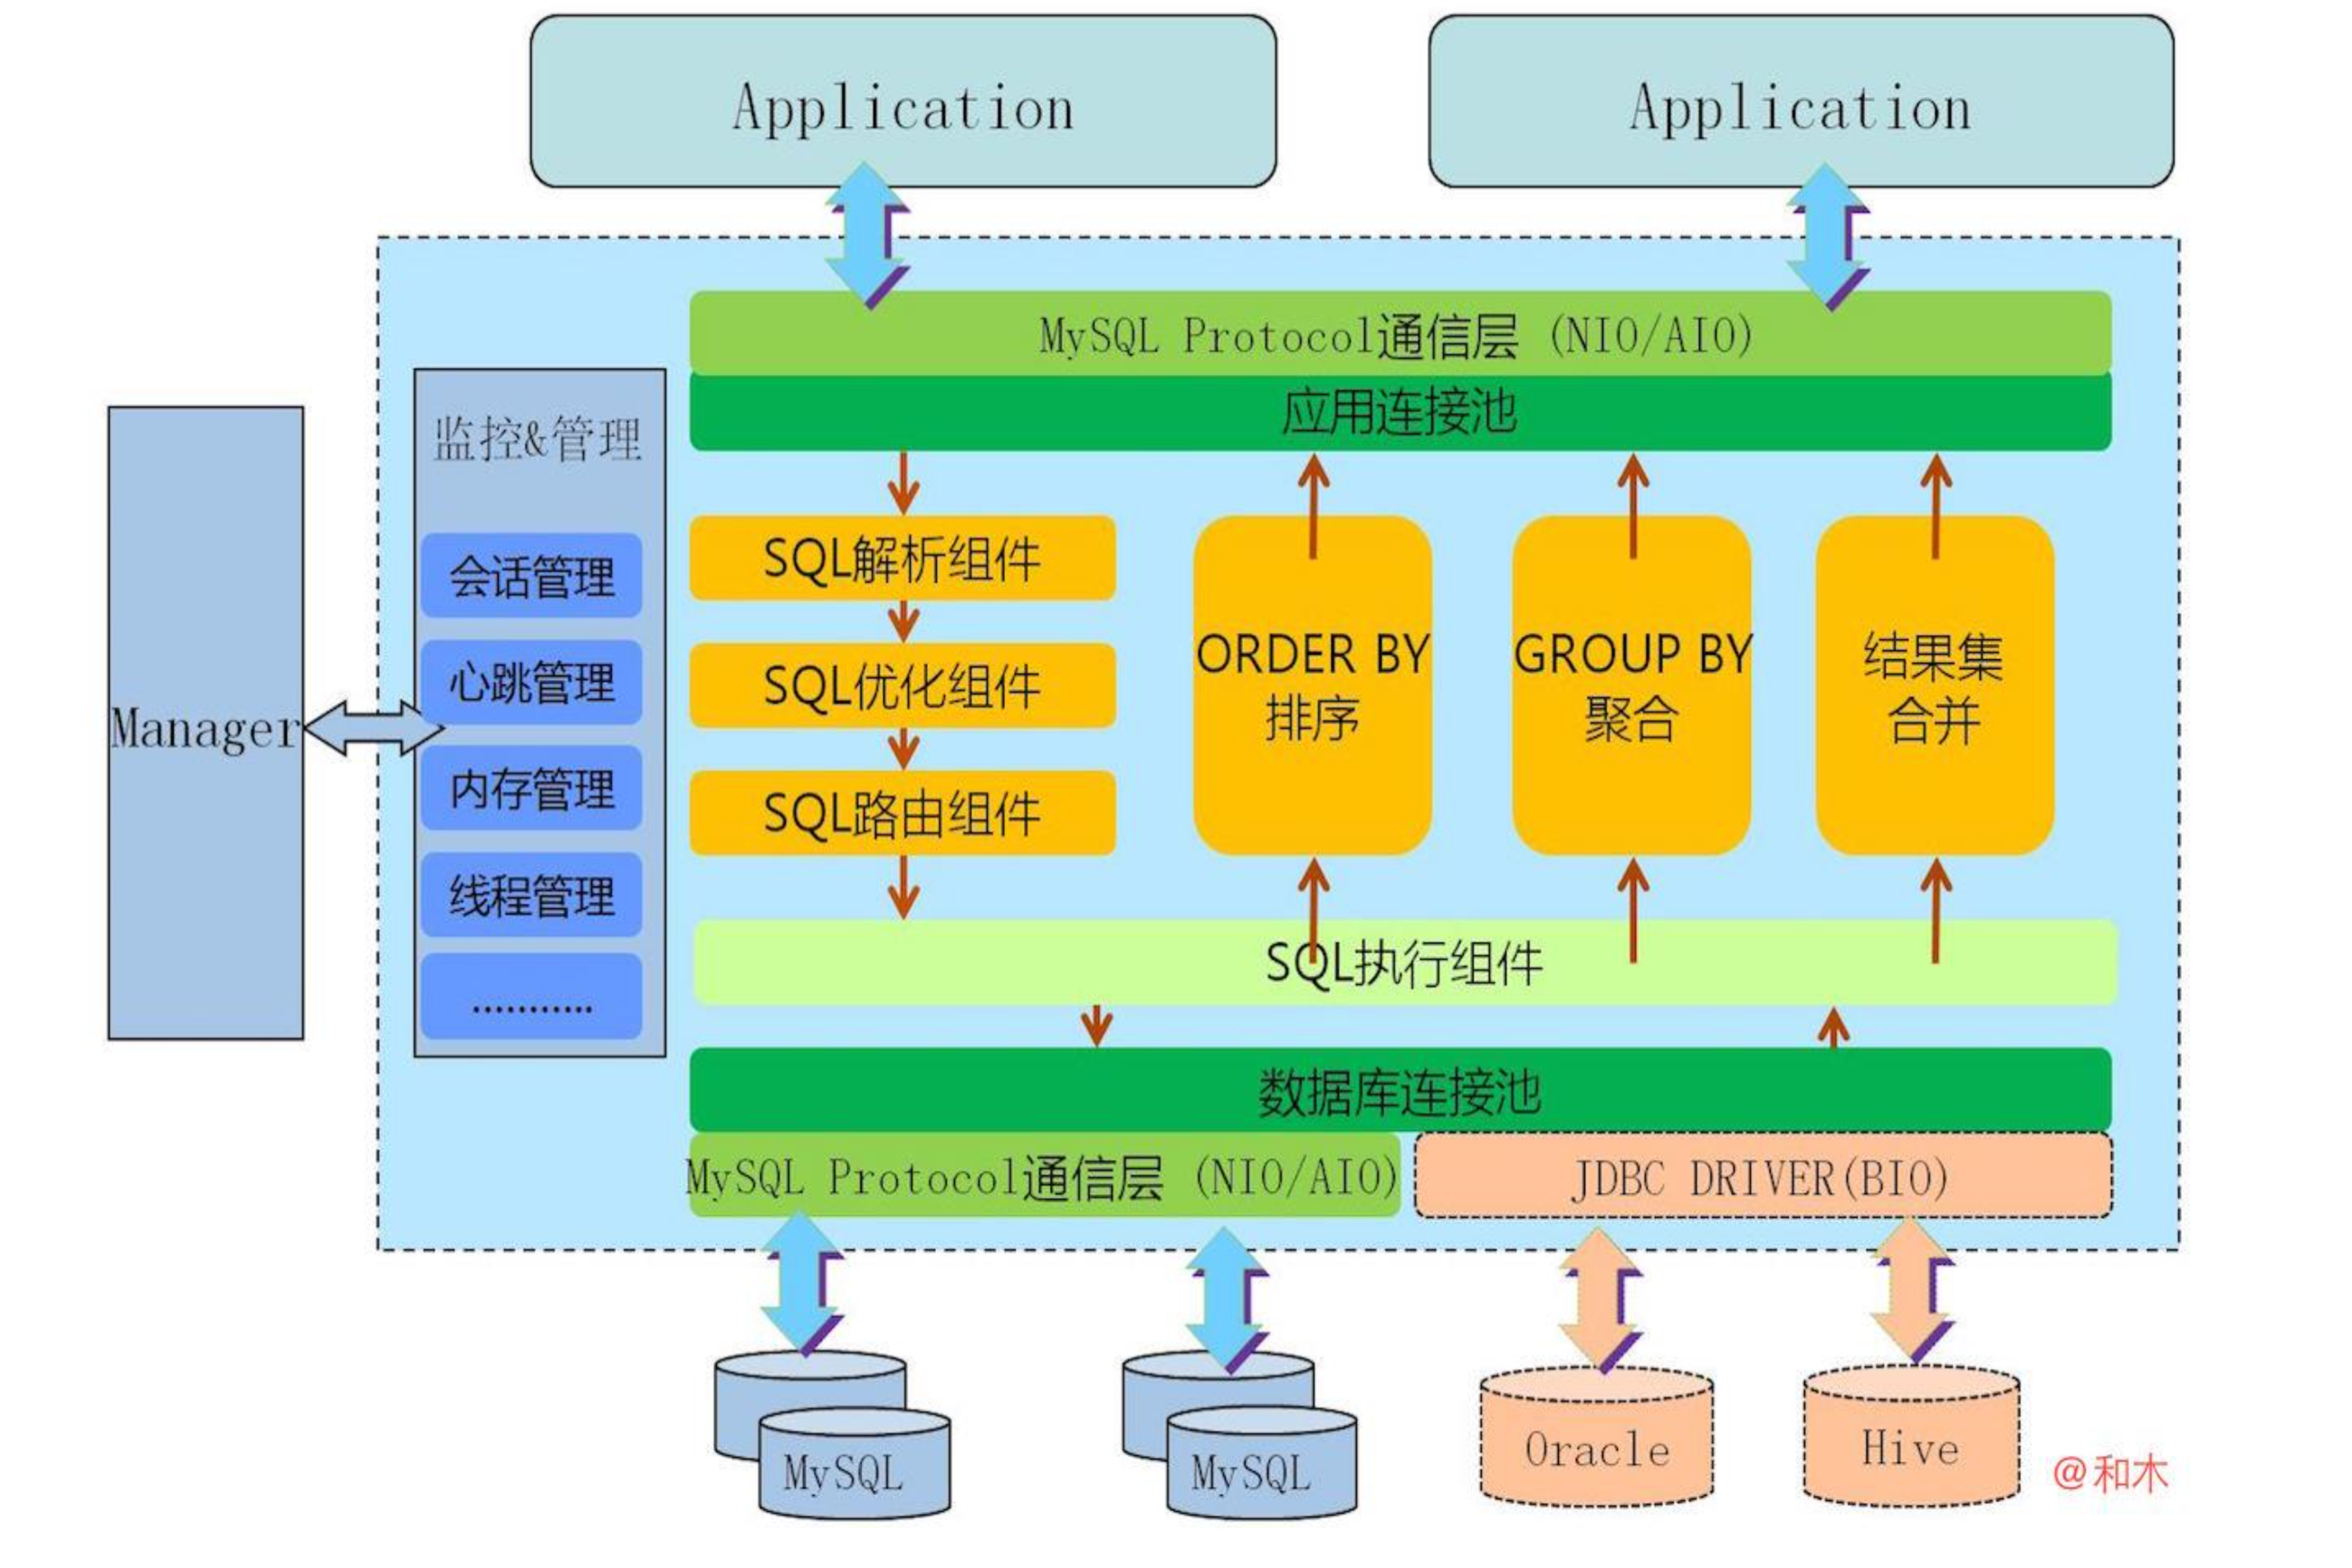 Application
Application
MySQL Protocol通信层 (NIO/AIO)
应用连接池
监控&管理
会话管理
心跳管理
内存管理
线程管理
...........
Manager
SQL解析组件
SQL优化组件
SQL路由组件
ORDER BY
排序
GROUP BY
聚合
结果集
合并
SQL执行组件
数据库连接池
MySQL Protocol通信层 (NIO/AIO)
JDBC DRIVER(BIO)
MySQL
MySQL
Oracle
Hive
@和木